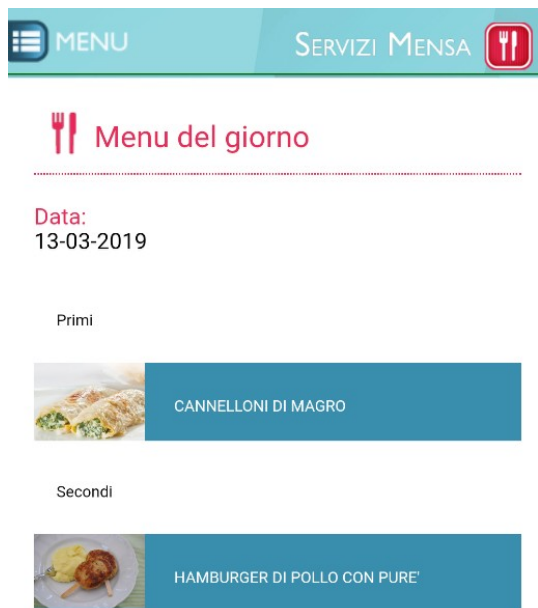 MENU
SERVIZI MENSA
Menu del giorno
Data:
13-03-2019
Primi
CANNELLONI DI MAGRO
Secondi
HAMBURGER DI POLLO CON PURE'